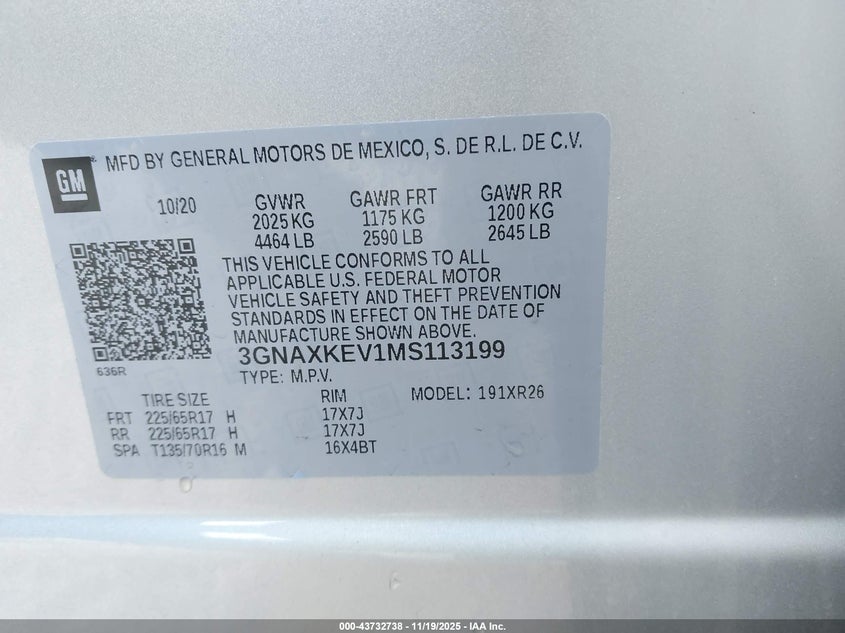 GM
MFD BY GENERAL MOTORS DE MEXICO, S. DE R.L. DE C.V.
10/20 GVWR GAWR FRT GAWR RR
2025 KG 1175 KG 1200 KG
4464 LB 2590 LB 2645 LB
THIS VEHICLE CONFORMS TO ALL
APPLICABLE U.S. FEDERAL MOTOR
VEHICLE SAFETY AND THEFT PREVENTION
STANDARDS IN EFFECT ON THE DATE OF
MANUFACTURE SHOWN ABOVE.
3GNAXKEV1MS113199
636R
TYPE: M.P.V.
TIRE SIZE RIM MODEL: 191XR26
FRT 225/65R17 H 17X7J
RR 225/65R17 H 17X7J
SPA T135/70R16 M 16X4BT
000-43732738 - 11/19/2025 - IAA Inc.